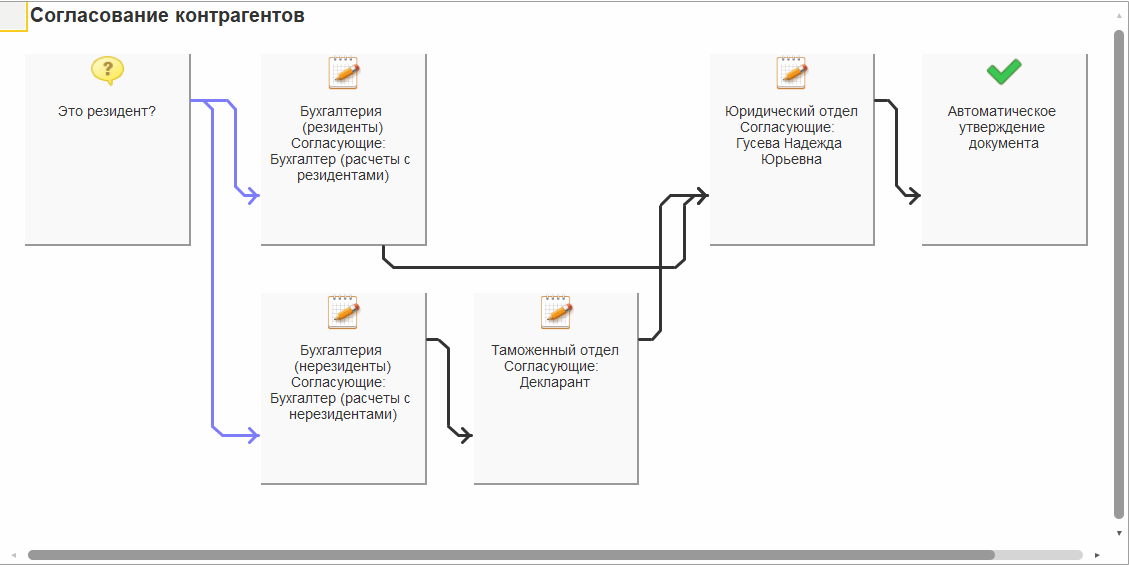 Согласование контрагентов
?
Это резидент?
Бухгалтерия
(резиденты)
Согласующие:
Бухгалтер (расчеты с
резидентами)
Юридический отдел
Согласующие:
Гусева Надежда
Юрьевна
Автоматическое
утверждение
документа
Бухгалтерия
(нерезиденты)
Согласующие:
Бухгалтер (расчеты с
нерезидентами)
Таможенный отдел
Согласующие:
Декларант